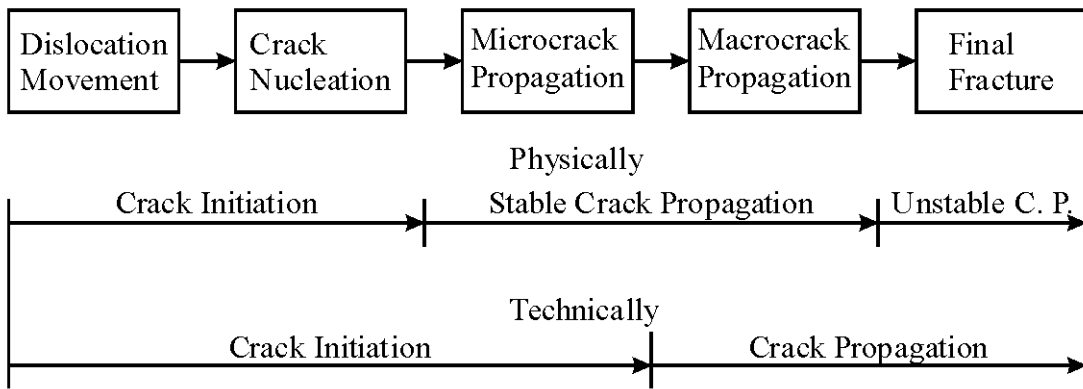 Dislocation
Movement
Crack
Nucleation
Microcrack
Propagation
Macrocrack
Propagation
Final
Fracture
Physically
Crack Initiation
Stable Crack Propagation
Unstable C. P.
Technically
Crack Initiation
Crack Propagation